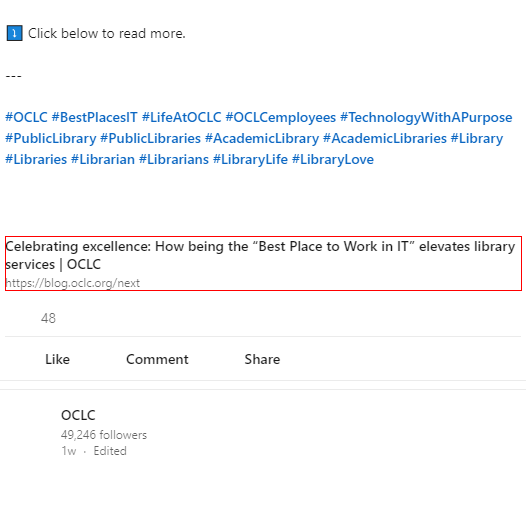 ⤵️ Click below to read more.
---
#OCLC #BestPlacesIT #LifeAtOCLC #OCLCemployees #TechnologyWithAPurpose
#PublicLibrary #PublicLibraries #AcademicLibrary #AcademicLibraries #Library
#Libraries #Librarian #Librarians #LibraryLife #LibraryLove
Celebrating excellence: How being the “Best Place to Work in IT” elevates library
services | OCLC
https://blog.oclc.org/next
48
Like Comment Share
OCLC
49,246 followers
1w · Edited